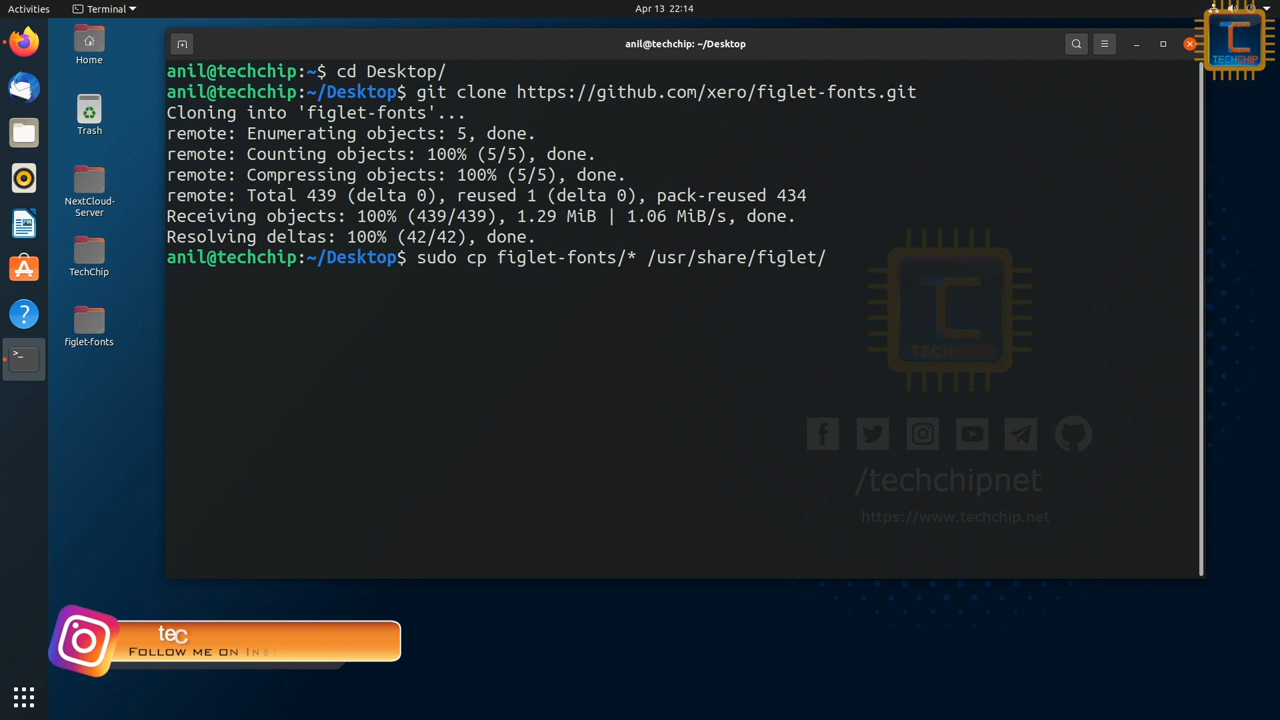 Activities
Terminal
Apr 13 22:14
anil@techchip: ~/Desktop
TECHCHIP
Home
Trash
NextCloud-
Server
TechChip
figlet-fonts
anil@techchip:~$ cd Desktop/
anil@techchip:~/Desktop$ git clone https://github.com/xero/figlet-fonts.git
Cloning into 'figlet-fonts'...
remote: Enumerating objects: 5, done.
remote: Counting objects: 100% (5/5), done.
remote: Compressing objects: 100% (5/5), done.
remote: Total 439 (delta 0), reused 1 (delta 0), pack-reused 434
Receiving objects: 100% (439/439), 1.29 MiB | 1.06 MiB/s, done.
Resolving deltas: 100% (42/42), done.
anil@techchip:~/Desktop$ sudo cp figlet-fonts/* /usr/share/figlet/
TECHCHIP
/techchipnet
https://www.techchip.net
tec
FOLLOW ME ON INS